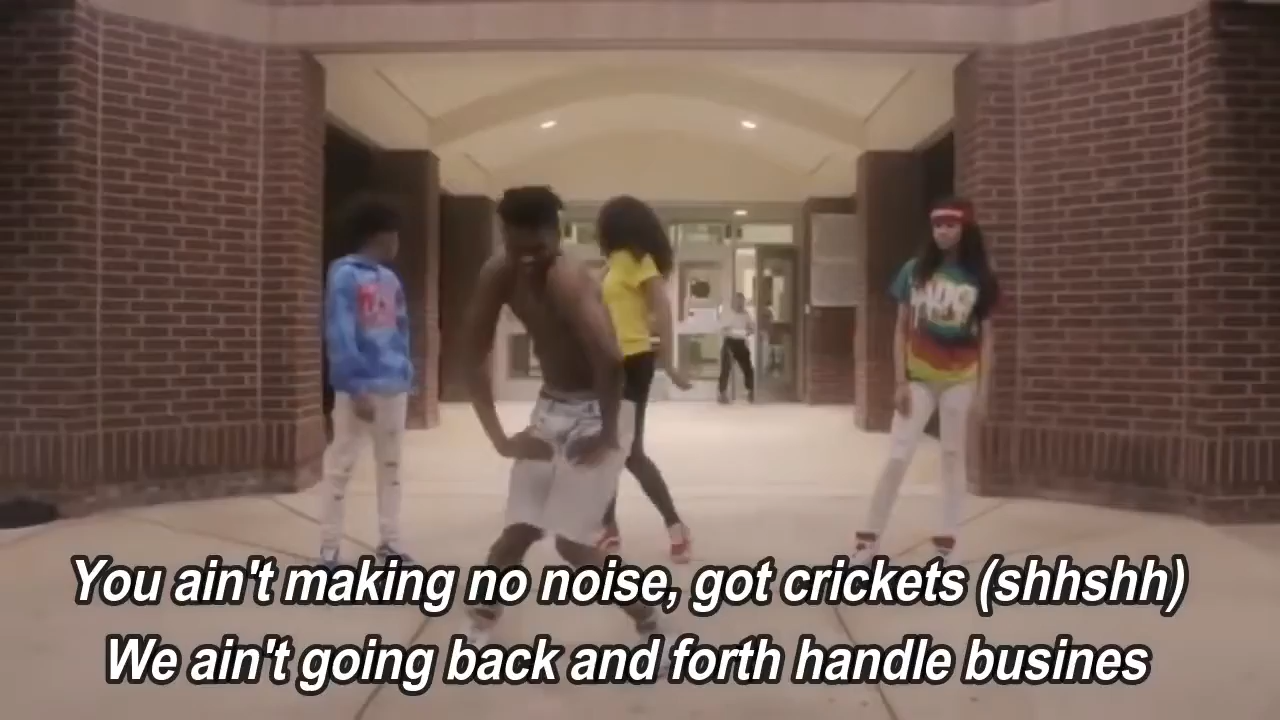 You ain't making no noise, got crickets (shhshh)
We ain't going back and forth handle busines